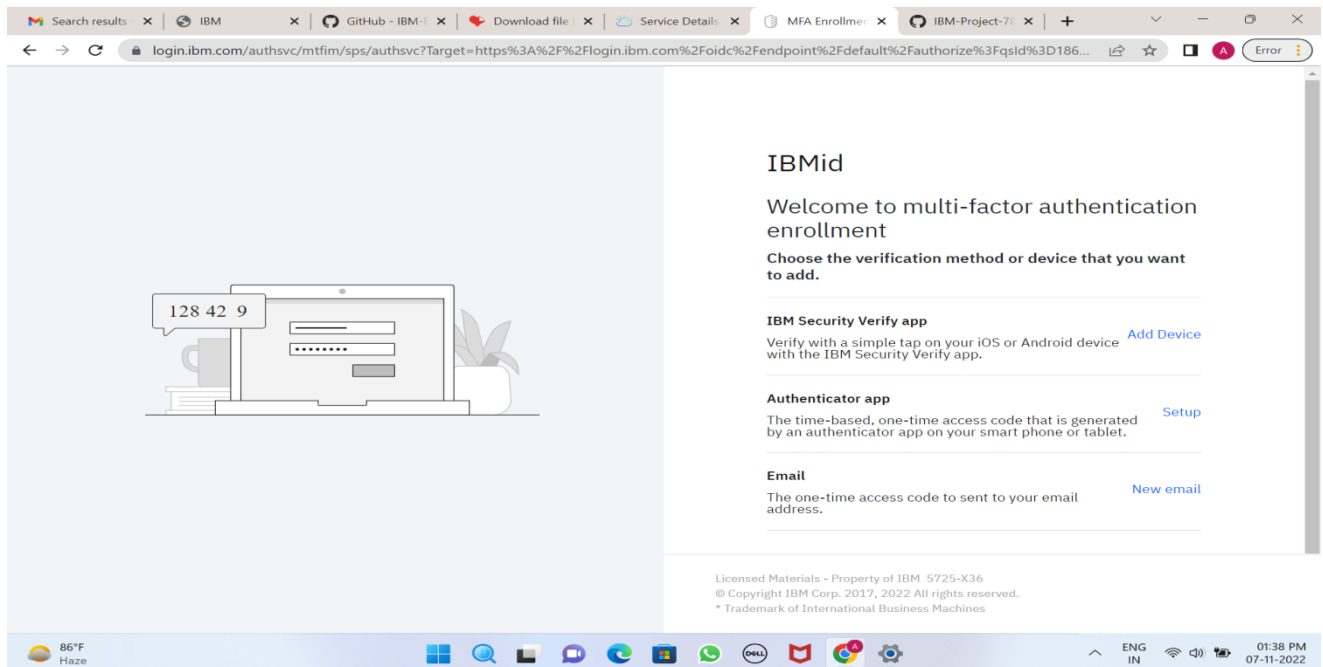 Search results -
IBM
GitHub - IBM-
Download file
Service Details
MFA Enrollmen
IBM-Project-78
login.ibm.com/authsvc/mtfim/sps/authsvc?Target=https%3A%2F%2Flogin.ibm.com%2Foidc%2Fendpoint%2Fdefault%2Fauthorize%3FqsId%3D186...
A
Error
IBMid
Welcome to multi-factor authentication
enrollment
Choose the verification method or device that you want
to add.
128 42 9
IBM Security Verify app
Verify with a simple tap on your iOS or Android device
with the IBM Security Verify app.
Add Device
Authenticator app
The time-based, one-time access code that is generated
by an authenticator app on your smart phone or tablet.
Setup
Email
The one-time access code to sent to your email
address.
New email
Licensed Materials - Property of IBM 5725-X36
© Copyright IBM Corp. 2017, 2022 All rights reserved.
* Trademark of International Business Machines
86°F
Haze
DELL
ENG
IN
01:38 PM
07-11-2022